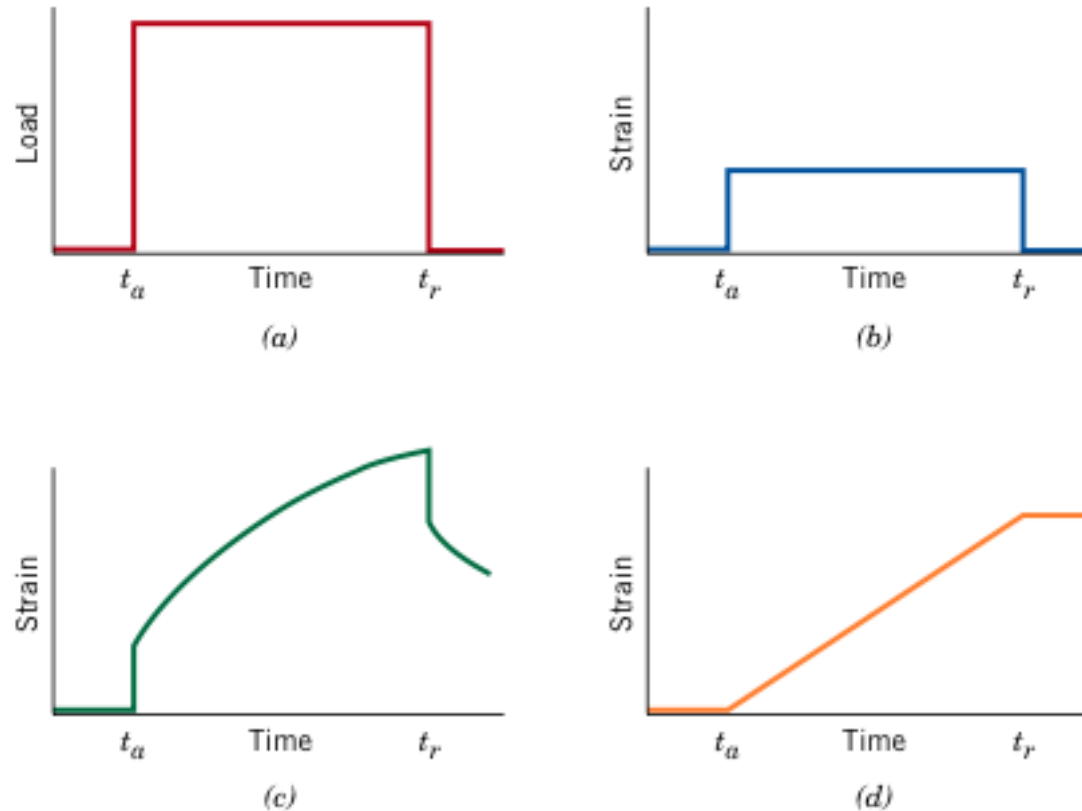 Load
t_a Time t_r
(a)
Strain
t_a Time t_r
(b)
Strain
t_a Time t_r
(c)
Strain
t_a Time t_r
(d)